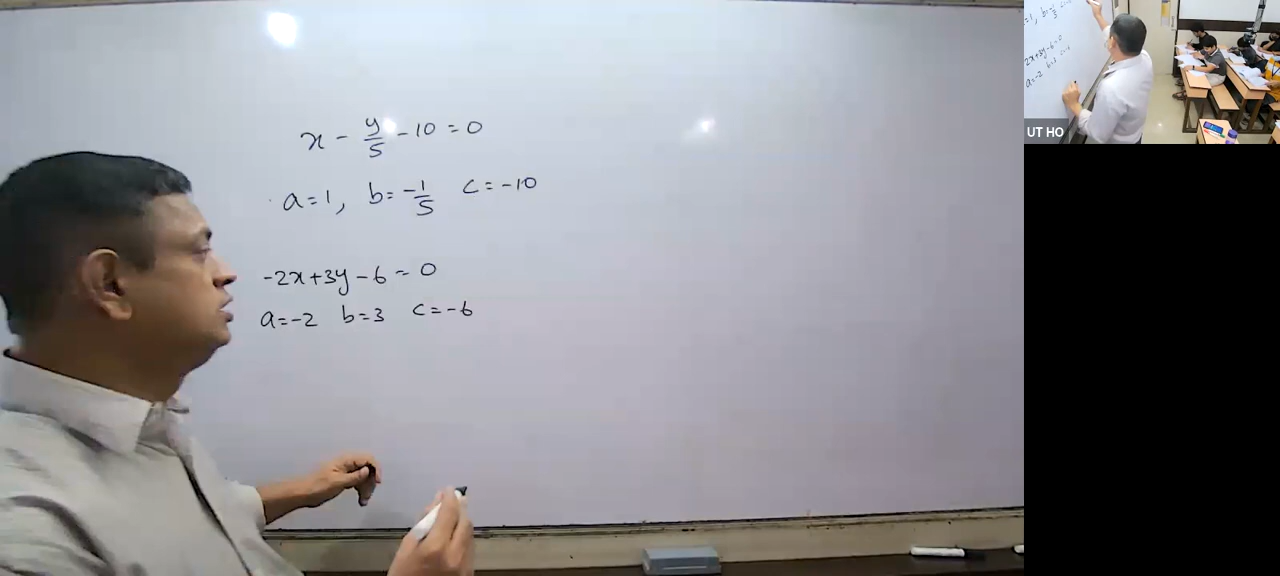 x - y/5 - 10 = 0
a=1, b= -1/5 c= -10
-2x+3y-6=0
a=-2 b=3 c=-6
UT HO